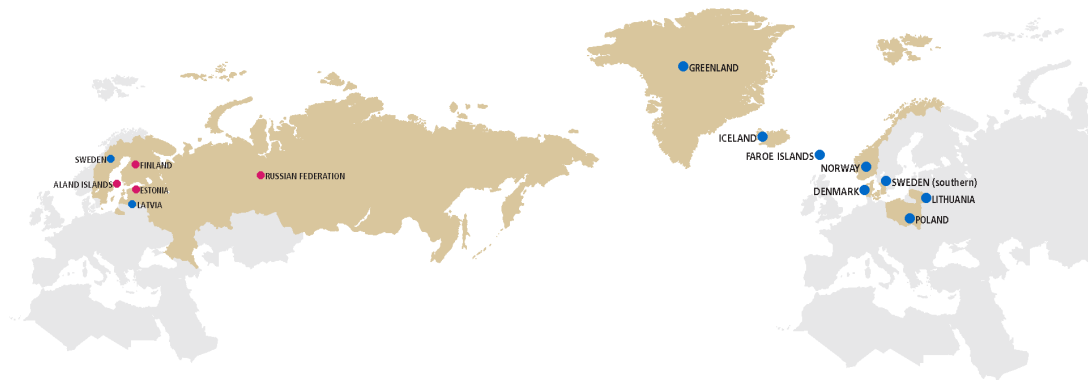 SWEDEN
FINLAND
ALAND ISLANDS
ESTONIA
LATVIA
RUSSIAN FEDERATION
GREENLAND
ICELAND
FAROE ISLANDS
NORWAY
DENMARK
SWEDEN (southern)
LITHUANIA
POLAND